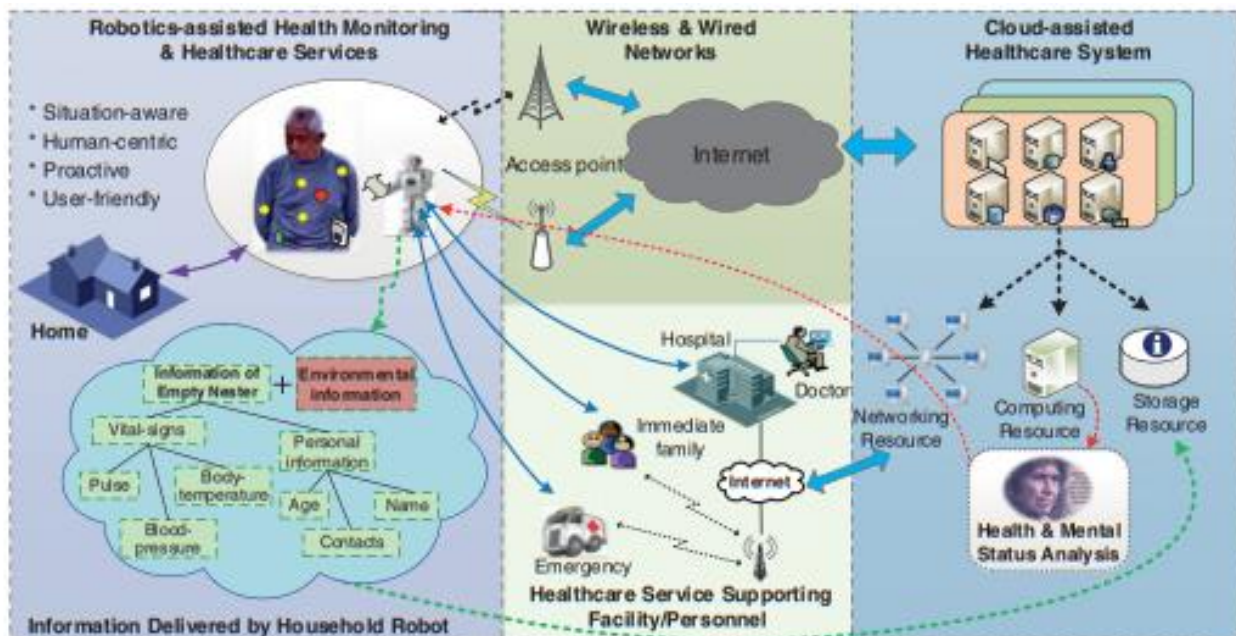 Robotics-assisted Health Monitoring
& Healthcare Services
* Situation-aware
* Human-centric
* Proactive
* User-friendly
Home
Information of
Empty Nester
+
Environmental
information
Vital-signs
Personal
information
Pulse
Body-
temperature
Age
Name
Blood-
pressure
Contacts
Information Delivered by Household Robot
Wireless & Wired
Networks
Access point
Internet
Hospital
Doctor
Immediate
family
Internet
Emergency
Healthcare Service Supporting
Facility/Personnel
Cloud-assisted
Healthcare System
Networking
Resource
Computing
Resource
Storage
Resource
Health & Mental
Status Analysis